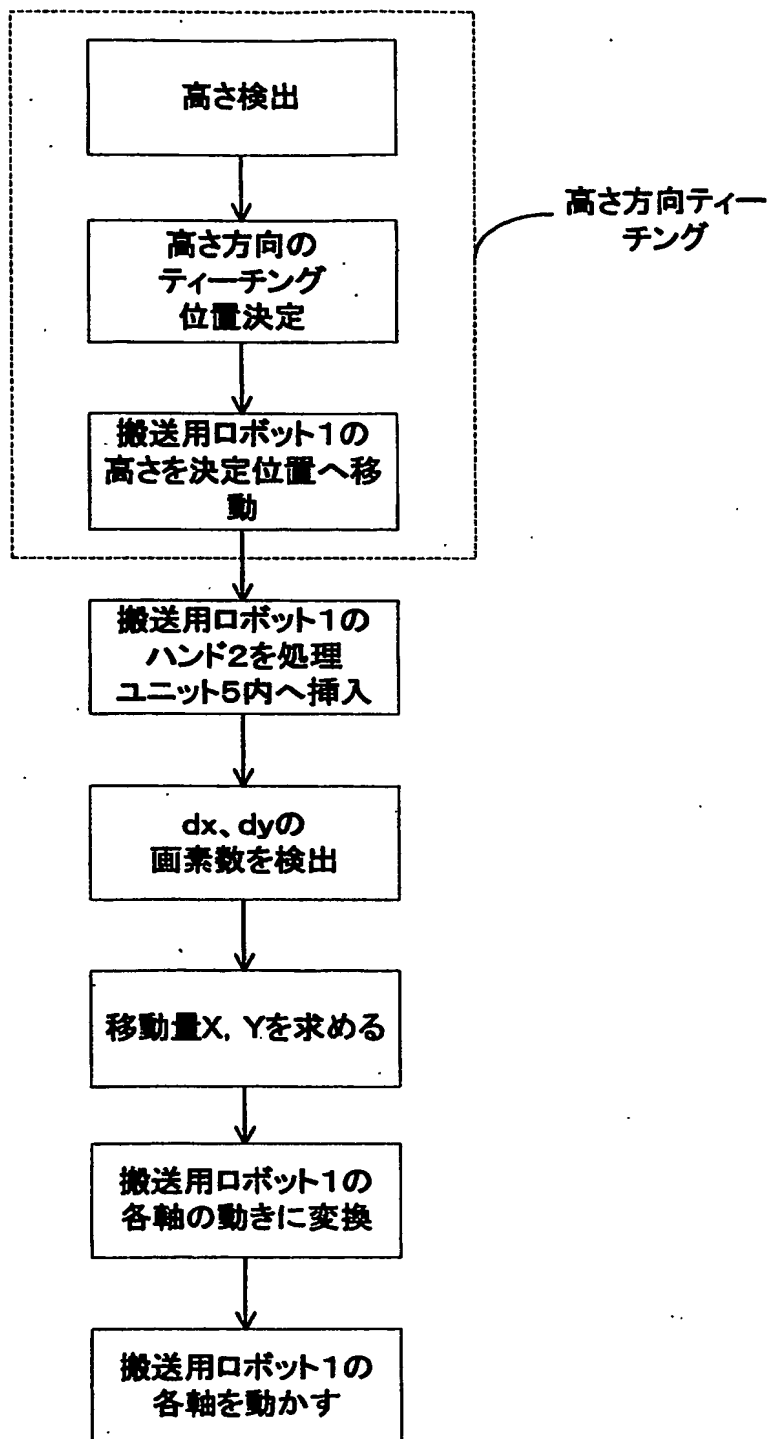 高さ検出
高さ方向の
ティーチング
位置決定
高さ方向ティー
チング
搬送用ロボット1の
高さを決定位置へ移
動
搬送用ロボット1の
ハンド2を処理
ユニット5内へ挿入
dx、dyの
画素数を検出
移動量X, Yを求める
搬送用ロボット1の
各軸の動きに変換
搬送用ロボット1の
各軸を動かす